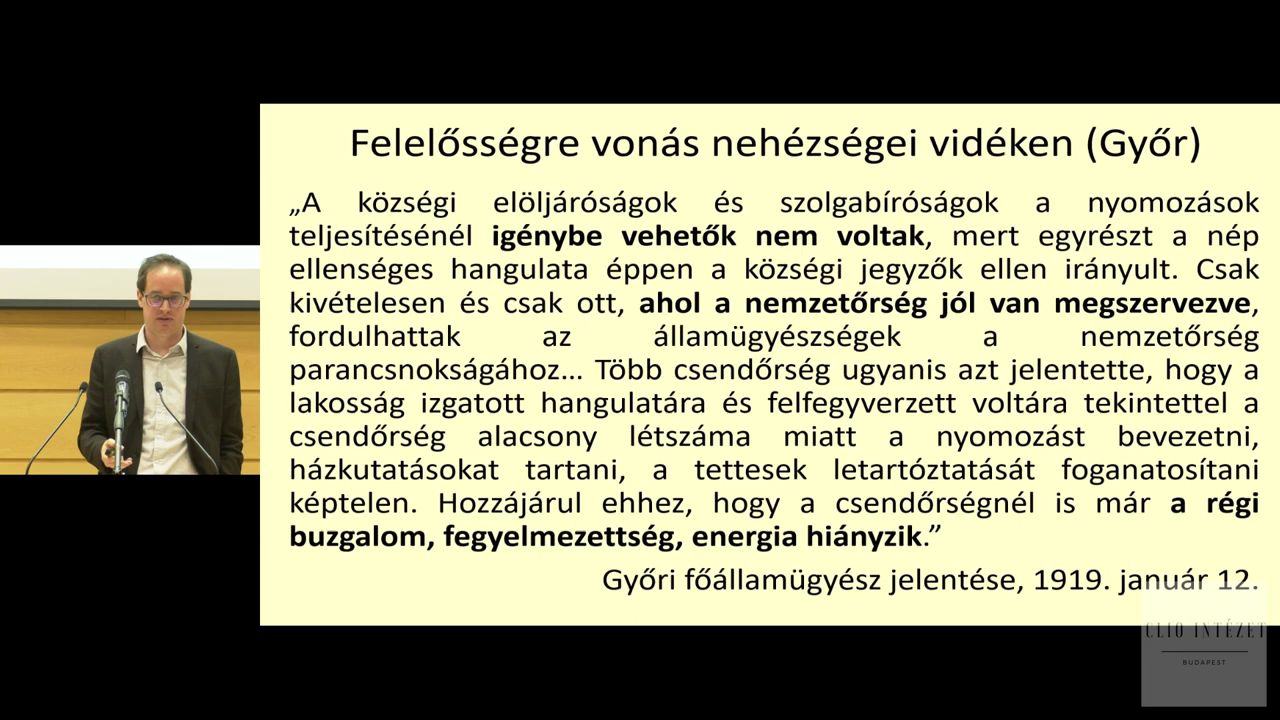 Felelősségre vonás nehézségei vidéken (Győr)
„A községi elöljáróságok és szolgabíróságok a nyomozások
teljesítésénél igénybe vehetők nem voltak, mert egyrészt a nép
ellenséges hangulata éppen a községi jegyzők ellen irányult. Csak
kivételesen és csak ott, ahol a nemzetőrség jól van megszervezve,
fordulhattak az államügyészségek a nemzetőrség
parancsnokságához... Több csendőrség ugyanis azt jelentette, hogy a
lakosság izgatott hangulatára és felfegyverzett voltára tekintettel a
csendőrség alacsony létszáma miatt a nyomozást bevezetni,
házkutatásokat tartani, a tettesek letartóztatását foganatosítani
képtelen. Hozzájárul ehhez, hogy a csendőrségnél is már a régi
buzgalom, fegyelmezettség, energia hiányzik.”
Győri főállamügyész jelentése, 1919. január 12.
CLIO INTÉZET
BUDAPEST